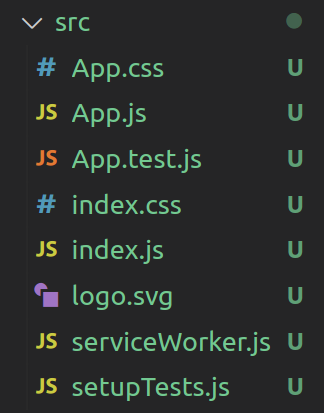 src
# App.css U
JS App.js U
JS App.test.js U
# index.css U
JS index.js U
logo.svg U
JS serviceWorker.js U
JS setupTests.js U